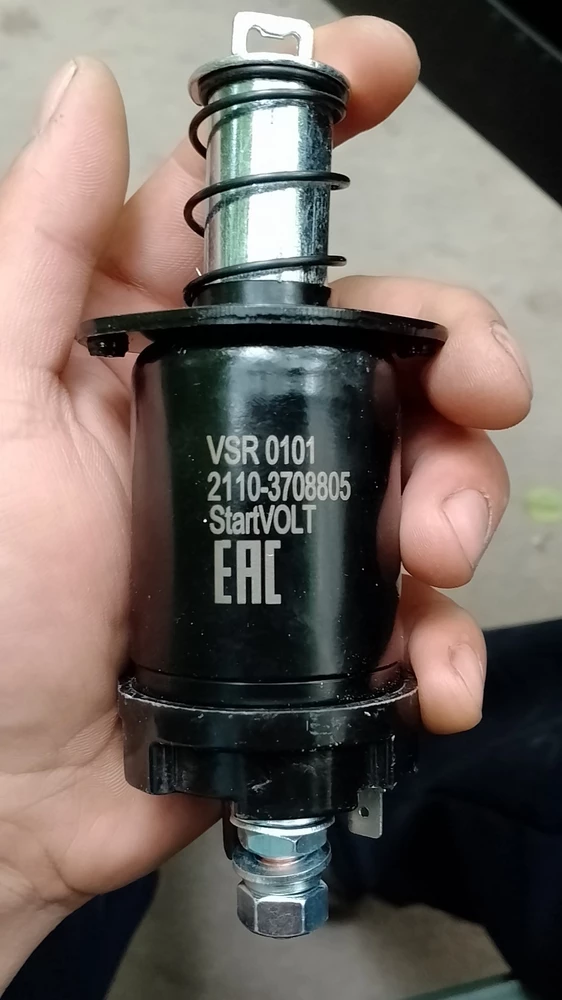 VSR 0101
2110-3708805
StartVOLT
EAC